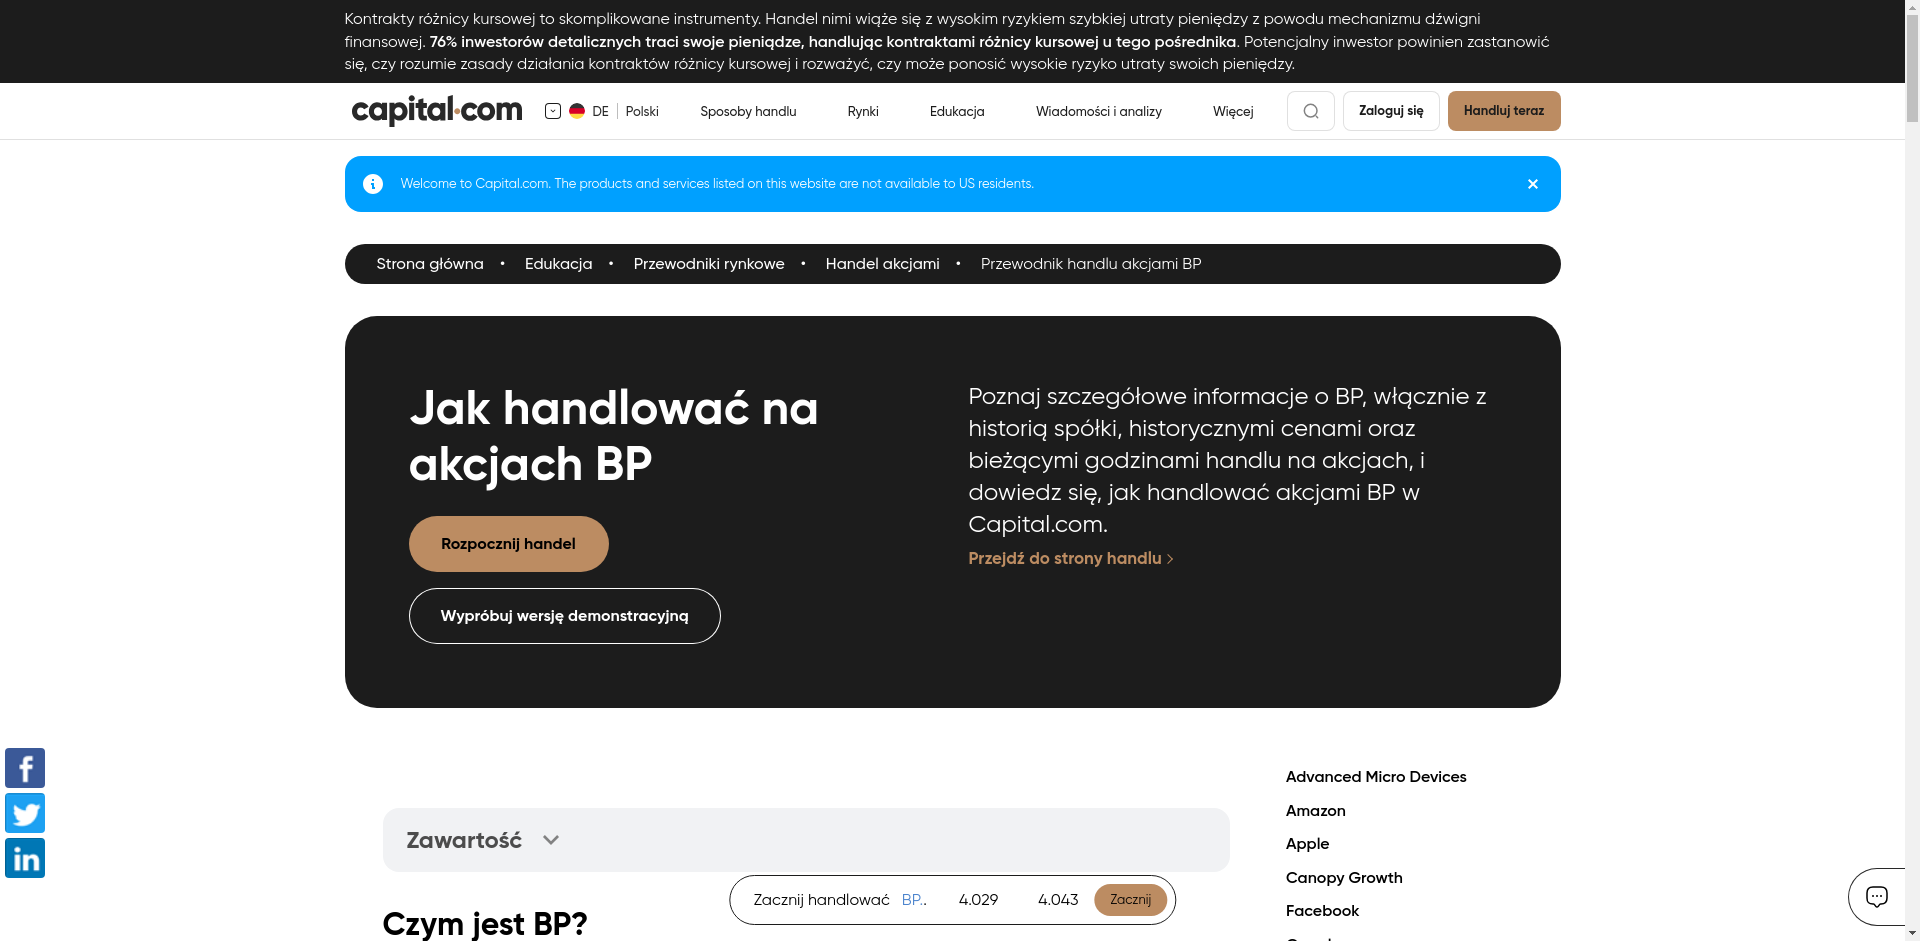 Kontrakty różnicy kursowej to skomplikowane instrumenty. Handel nimi wiąże się z wysokim ryzykiem szybkiej utraty pieniędzy z powodu mechanizmu dźwigni
finansowej. 76% inwestorów detalicznych traci swoje pieniądze, handlując kontraktami różnicy kursowej u tego pośrednika. Potencjalny inwestor powinien zastanowić
się, czy rozumie zasady działania kontraktów różnicy kursowej i rozważyć, czy może ponosić wysokie ryzyko utraty swoich pieniędzy.
capital.com DE Polski Sposoby handlu Rynki Edukacja Wiadomości i analizy Więcej Zaloguj się Handluj teraz
Welcome to Capital.com. The products and services listed on this website are not available to US residents.
Strona główna • Edukacja • Przewodniki rynkowe • Handel akcjami • Przewodnik handlu akcjami BP
Jak handlować na
akcjach BP
Rozpocznij handel
Wypróbuj wersję demonstracyjną
Poznaj szczegółowe informacje o BP, włącznie z
historią spółki, historycznymi cenami oraz
bieżącymi godzinami handlu na akcjach, i
dowiedz się, jak handlować akcjami BP w
Capital.com.
Przejdź do strony handlu
Zawartość
Czym jest BP?
Advanced Micro Devices
Amazon
Apple
Canopy Growth
Facebook
Zacznij handlować BP.. 4.029 4.043 Zacznij